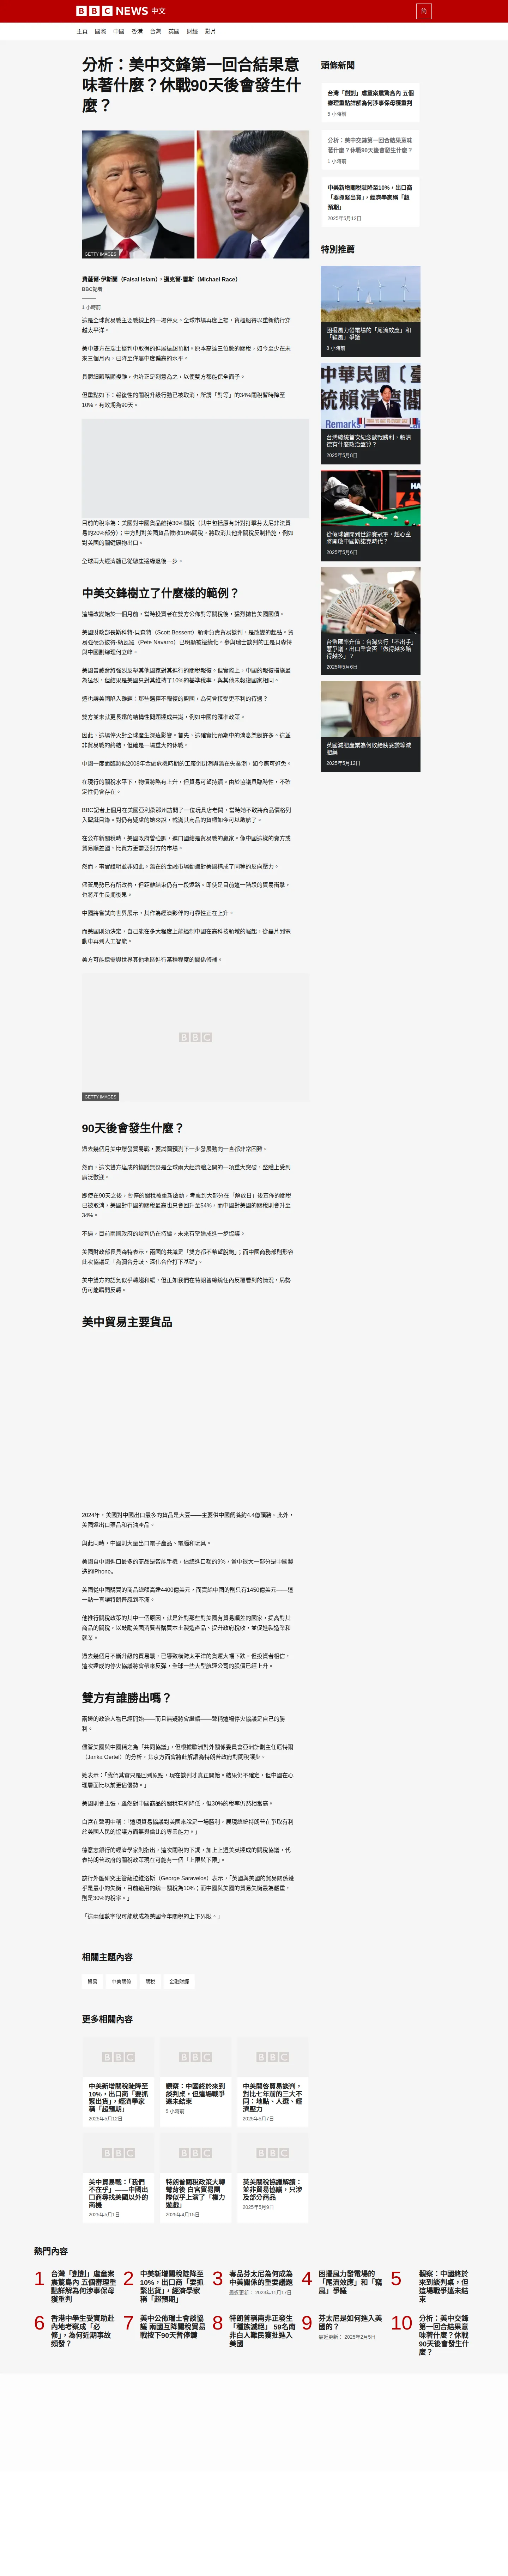 BBC NEWS 中文
简
主頁 國際 中國 香港 台灣 英國 財經 影片
分析：美中交鋒第一回合結果意
味著什麼？休戰90天後會發生什
麼？
GETTY IMAGES
費薩爾·伊斯蘭（Faisal Islam），邁克爾·雷斯（Michael Race）
BBC記者
1 小時前
這是全球貿易戰主要戰線上的一場停火。全球市場再度上揚，貨櫃船得以重新航行穿
越太平洋。
美中雙方在瑞士談判中取得的進展遠超預期。原本高達三位數的關稅，如今至少在未
來三個月內，已降至僅屬中度偏高的水平。
具體細節略顯複雜，也許正是刻意為之，以便雙方都能保全面子。
但重點如下：報復性的關稅升級行動已被取消，所謂「對等」的34%關稅暫時降至
10%，有效期為90天。
目前的稅率為：美國對中國貨品維持30%關稅（其中包括原有針對打擊芬太尼非法貿
易的20%部分）；中方則對美國貨品徵收10%關稅，將取消其他非關稅反制措施，例如
對美國的關鍵礦物出口。
全球兩大經濟體已從懸崖邊緣退後一步。
中美交鋒樹立了什麼樣的範例？
這場改變始於一個月前。當時投資者在雙方公佈對等關稅後，猛烈拋售美國國債。
美國財政部長斯科特·貝森特（Scott Bessent）領命負責貿易談判，是改變的起點，貿
易強硬派彼得·納瓦羅（Pete Navarro）已明顯被邊緣化。參與瑞士談判的正是貝森特
與中國副總理何立峰。
美國曾威脅將強烈反擊其他國家對其進行的關稅報復。但實際上，中國的報復措施最
為猛烈，但結果是美國只對其維持了10%的基準稅率，與其他未報復國家相同。
這也讓美國陷入難題：那些選擇不報復的盟國，為何會接受更不利的待遇？
雙方並未就更長遠的結構性問題達成共識，例如中國的匯率政策。
因此，這場停火對全球產生深遠影響。首先，這確實比預期中的消息樂觀許多。這並
非貿易戰的終結，但確是一場重大的休戰。
中國一度面臨類似2008年金融危機時期的工廠倒閉潮與潛在失業潮，如今應可避免。
在現行的關稅水平下，物價將略有上升，但貿易可望持續。由於協議具臨時性，不確
定性仍會存在。
BBC記者上個月在美國亞利桑那州訪問了一位玩具店老闆，當時她不敢將商品價格列
入聖誕目錄。對仍有疑慮的她來說，載滿其商品的貨櫃如今可以啟航了。
在公布新關稅時，美國政府曾強調，進口國總是貿易戰的贏家。像中國這樣的賣方或
貿易順差國，比買方更需要對方的市場。
然而，事實證明並非如此。潛在的金融市場動盪對美國構成了同等的反向壓力。
儘管局勢已有所改善，但距離結束仍有一段遠路，即使是目前這一階段的貿易衝擊，
也將產生長期後果。
中國將嘗試向世界展示，其作為經濟夥伴的可靠性正在上升。
而美國則須決定，自己能在多大程度上能遏制中國在高科技領域的崛起，從晶片到電
動車再到人工智能。
美方可能還需與世界其他地區進行某種程度的關係修補。
BBC
GETTY IMAGES
90天後會發生什麼？
過去幾個月美中爆發貿易戰，要試圖預測下一步發展動向一直都非常困難。
然而，這次雙方達成的協議無疑是全球兩大經濟體之間的一項重大突破，整體上受到
廣泛歡迎。
即使在90天之後，暫停的關稅被重新啟動，考慮到大部分在「解放日」後宣佈的關稅
已被取消，美國對中國的關稅最高也只會回升至54%，而中國對美國的關稅則會升至
34%。
不過，目前兩國政府的談判仍在持續，未來有望達成進一步協議。
美國財政部長貝森特表示，兩國的共識是「雙方都不希望脫鉤」；而中國商務部則形容
此次協議是「為彌合分歧、深化合作打下基礎」。
美中雙方的語氣似乎轉趨和緩，但正如我們在特朗普總統任內反覆看到的情況，局勢
仍可能瞬間反轉。
美中貿易主要貨品
2024年，美國對中國出口最多的貨品是大豆——主要供中國飼養約4.4億頭豬。此外，
美國還出口藥品和石油產品。
與此同時，中國則大量出口電子產品、電腦和玩具。
美國自中國進口最多的商品是智能手機，佔總進口額的9%，當中很大一部分是中國製
造的iPhone。
美國從中國購買的商品總額高達4400億美元，而賣給中國的則只有1450億美元——這
一點一直讓特朗普感到不滿。
他推行關稅政策的其中一個原因，就是針對那些對美國有貿易順差的國家，提高對其
商品的關稅，以鼓勵美國消費者購買本土製造產品、提升政府稅收，並促進製造業和
就業。
過去幾個月不斷升級的貿易戰，已導致橫跨太平洋的貨運大幅下跌。但投資者相信，
這次達成的停火協議將會帶來反彈，全球一些大型航運公司的股價已經上升。
雙方有誰勝出嗎？
兩邊的政治人物已經開始——而且無疑將會繼續——聲稱這場停火協議是自己的勝
利。
儘管美國與中國稱之為「共同協議」，但根據歐洲對外關係委員會亞洲計劃主任厄特爾
（Janka Oertel）的分析，北京方面會將此解讀為特朗普政府對關稅讓步。
她表示：「我們其實只是回到原點，現在談判才真正開始。結果仍不確定，但中國在心
理層面比以前更佔優勢。」
美國則會主張，雖然對中國商品的關稅有所降低，但30%的稅率仍然相當高。
白宮在聲明中稱：「這項貿易協議對美國來說是一場勝利，展現總統特朗普在爭取有利
於美國人民的協議方面無與倫比的專業能力。」
德意志銀行的經濟學家則指出，這次關稅的下調，加上上週美英達成的關稅協議，代
表特朗普政府的關稅政策現在可能有一個「上限與下限」。
該行外匯研究主管薩拉維洛斯（George Saravelos）表示，「英國與美國的貿易關係幾
乎是最小的失衡，目前適用的統一關稅為10%；而中國與美國的貿易失衡最為嚴重，
則是30%的稅率。」
「這兩個數字很可能就成為美國今年關稅的上下界限。」
相關主題內容
貿易 中美關係 關稅 金融財經
更多相關內容
BBC BBC BBC
中美新增關稅陡降至
10%，出口商「要抓
緊出貨」，經濟學家
稱「超預期」
2025年5月12日
觀察：中國終於來到
談判桌，但這場戰爭
遠未結束
5 小時前
中美開啓貿易談判，
對比七年前的三大不
同：地點、人選、經
濟壓力
2025年5月7日
BBC BBC BBC
美中貿易戰：「我們
不在乎」——中國出
口商尋找美國以外的
商機
2025年5月1日
特朗普關稅政策大轉
彎背後 白宮貿易團
隊似乎上演了「權力
遊戲」
2025年4月15日
英美關稅協議解讀：
並非貿易協議，只涉
及部分商品
2025年5月9日
頭條新聞
台灣「剴剴」虐童案震驚島內 五個
審理重點詳解為何涉事保母獲重判
5 小時前
分析：美中交鋒第一回合結果意味
著什麼？休戰90天後會發生什麼？
1 小時前
中美新增關稅陡降至10%，出口商
「要抓緊出貨」，經濟學家稱「超
預期」
2025年5月12日
特別推薦
困擾風力發電場的「尾流效應」和
「竊風」爭議
8 小時前
台灣總統首次紀念歐戰勝利，賴清
德有什麼政治盤算？
2025年5月9日
從假球醜聞到世錦賽冠軍，趙心童
將開啟中國斯諾克時代？
2025年5月6日
台幣匯率升值：台灣央行「不出手」
惹爭議，出口業會否「做得越多賠
得越多」？
2025年5月6日
英國減肥產業為何敗給胰妥讚等減
肥藥
2025年5月12日
熱門內容
1 台灣「剴剴」虐童案
震驚島內 五個審理重
點詳解為何涉事保母
獲重判
2 中美新增關稅陡降至
10%，出口商「要抓
緊出貨」，經濟學家
稱「超預期」
3 毒品芬太尼為何成為
中美關係的重要議題
最近更新： 2023年11月17日
4 困擾風力發電場的
「尾流效應」和「竊
風」爭議
5 觀察：中國終於
來到談判桌，但
這場戰爭遠未結
束
6 香港中學生受資助赴
內地考察成「必
修」，為何近期事故
頻發？
7 美中公佈瑞士會談協
議 兩國互降關稅貿易
戰按下90天暫停鍵
8 特朗普稱南非正發生
「種族滅絕」 59名南
非白人難民獲批進入
美國
9 芬太尼是如何進入美
國的？
最近更新： 2025年2月5日
10 分析：美中交鋒
第一回合結果意
味著什麼？休戰
90天後會發生什
麼？